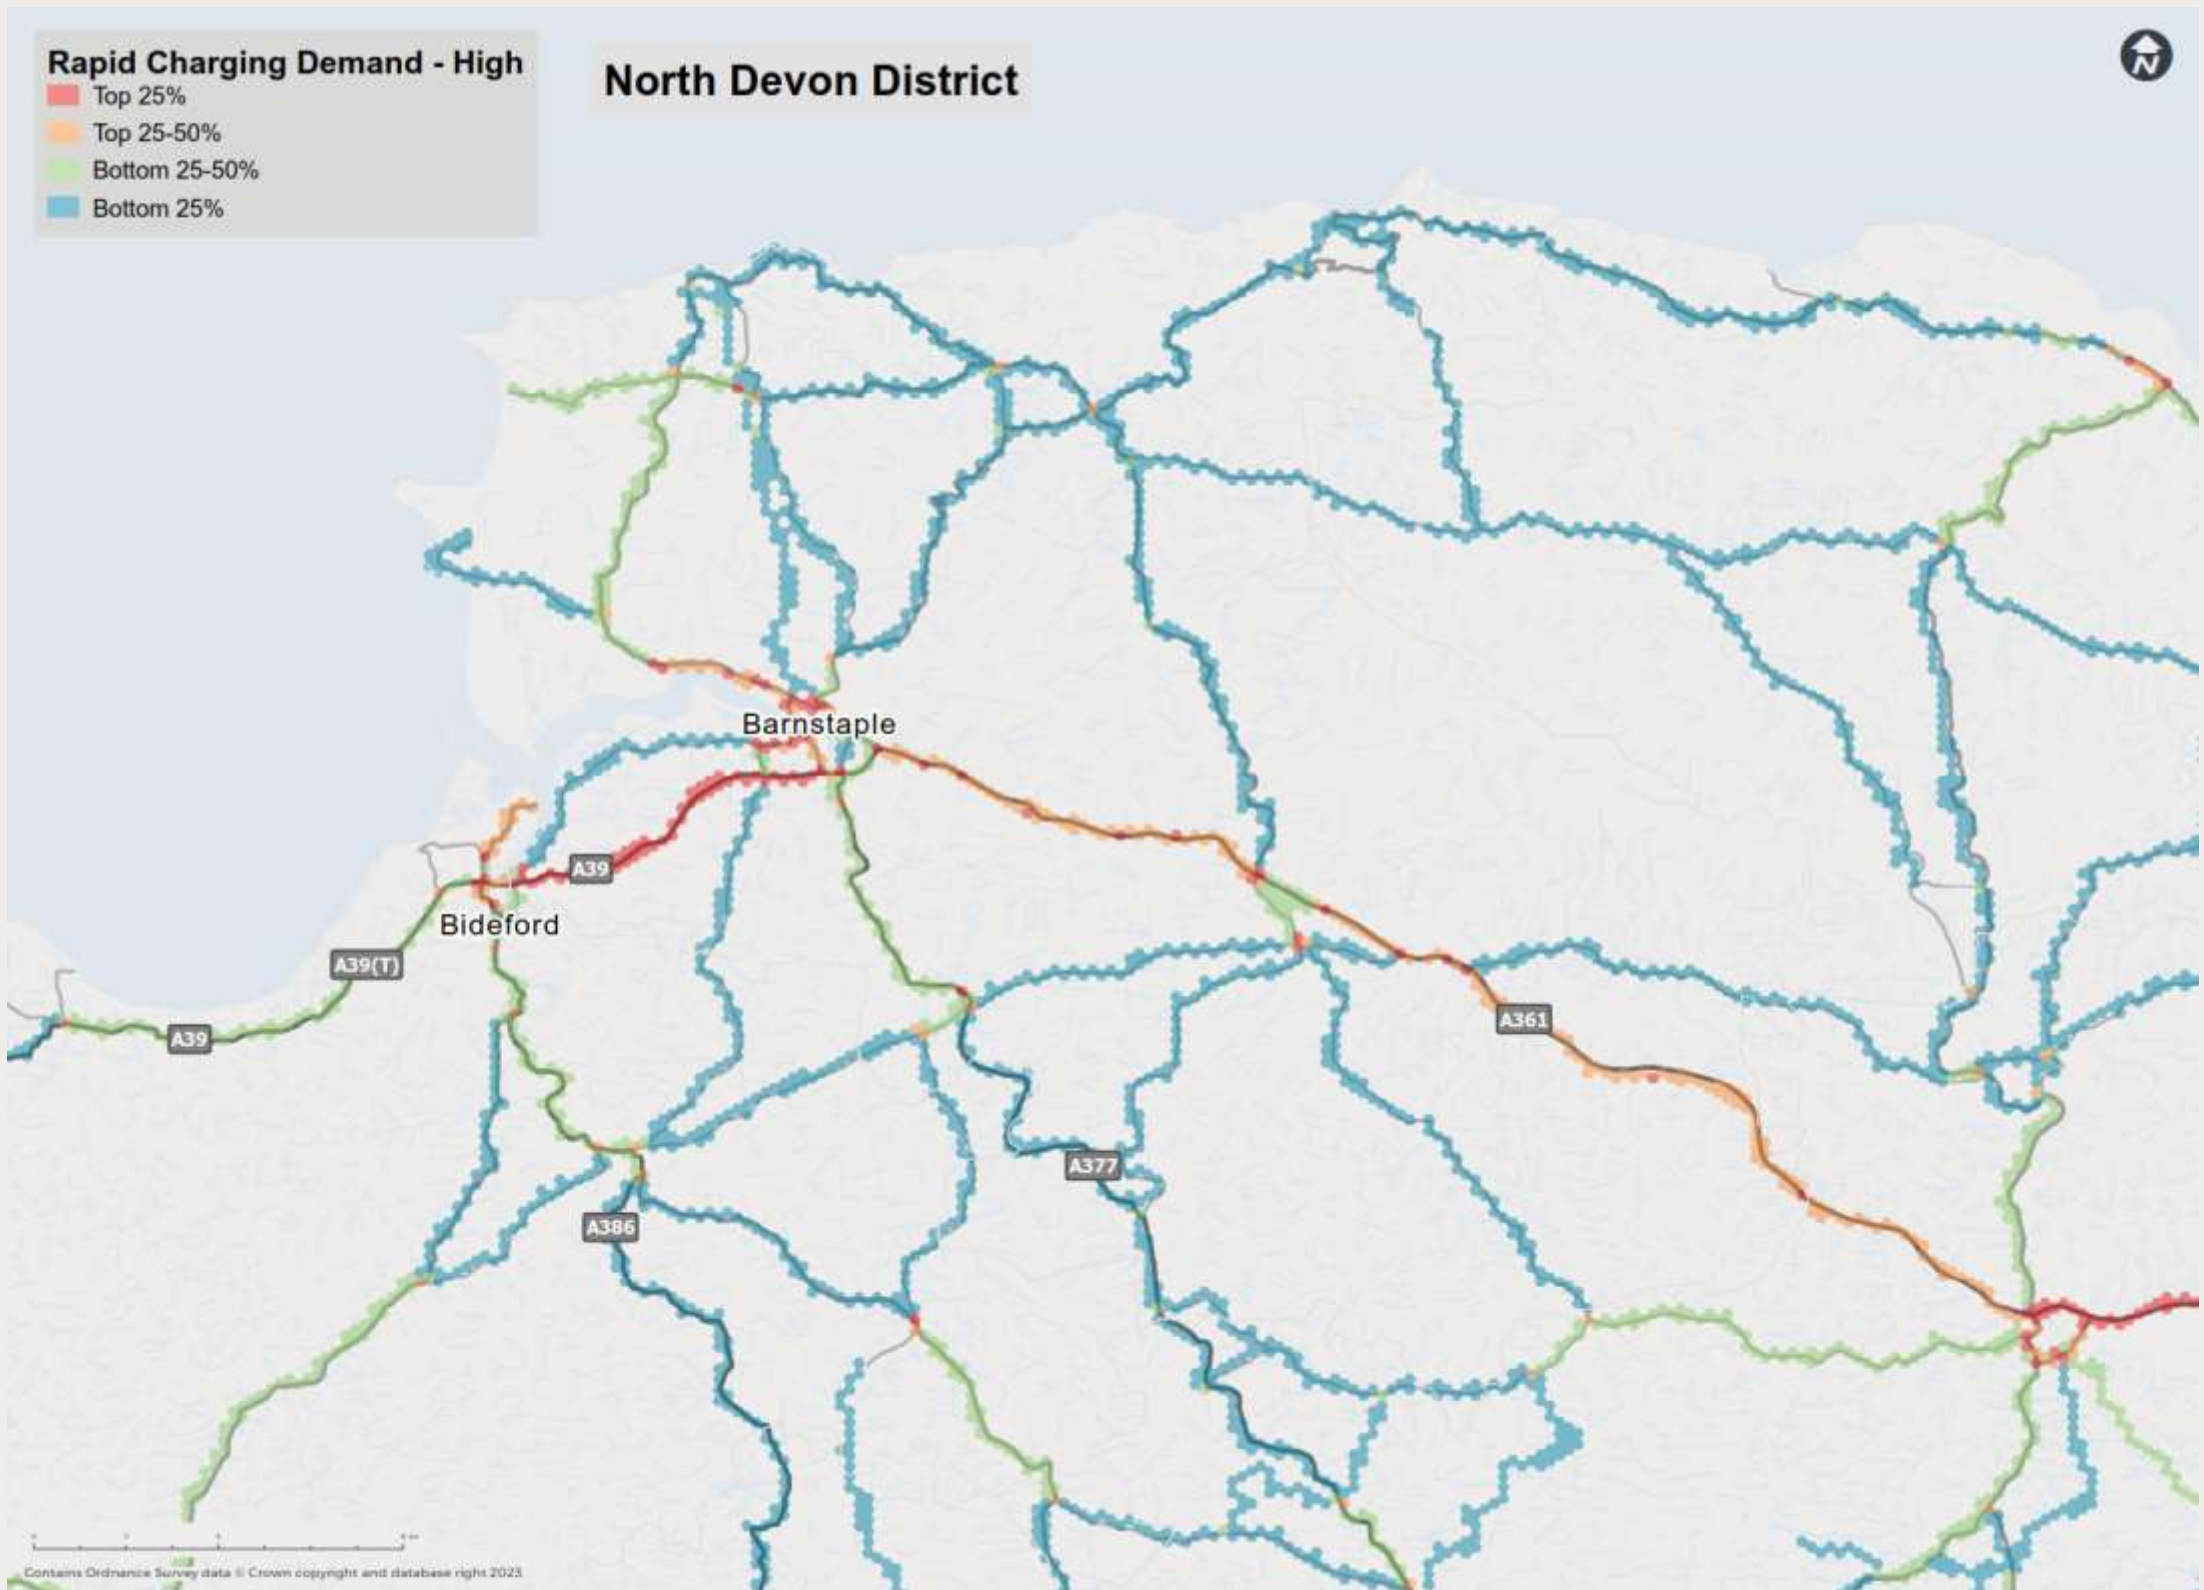 Rapid Charging Demand - High
Top 25%
Top 25-50%
Bottom 25-50%
Bottom 25%
North Devon District
N
Barnstaple
A39
Bideford
A39(T)
A39
A361
A377
A386
Contains Ordnance Survey data © Crown copyright and database right 2023